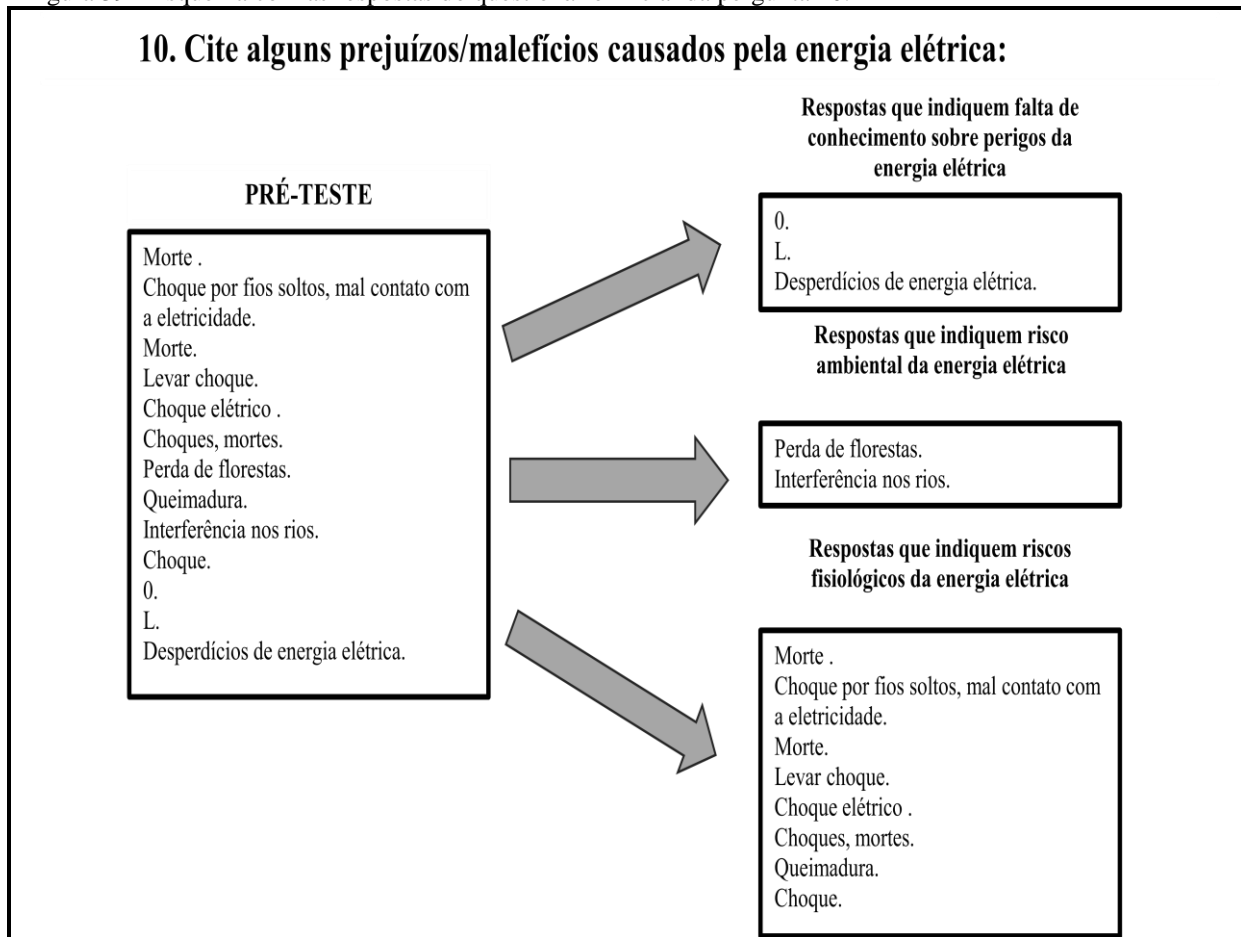 10. Cite alguns prejuízos/malefícios causados pela energia elétrica:
PRÉ-TESTE
Morte .
Choque por fios soltos, mal contato com
a eletricidade.
Morte.
Levar choque.
Choque elétrico .
Choques, mortes.
Perda de florestas.
Queimadura.
Interferência nos rios.
Choque.
0.
L.
Desperdícios de energia elétrica.
Respostas que indiquem falta de
conhecimento sobre perigos da
energia elétrica
0.
L.
Desperdícios de energia elétrica.
Respostas que indiquem risco
ambiental da energia elétrica
Perda de florestas.
Interferência nos rios.
Respostas que indiquem riscos
fisiológicos da energia elétrica
Morte .
Choque por fios soltos, mal contato com
a eletricidade.
Morte.
Levar choque.
Choque elétrico .
Choques, mortes.
Queimadura.
Choque.